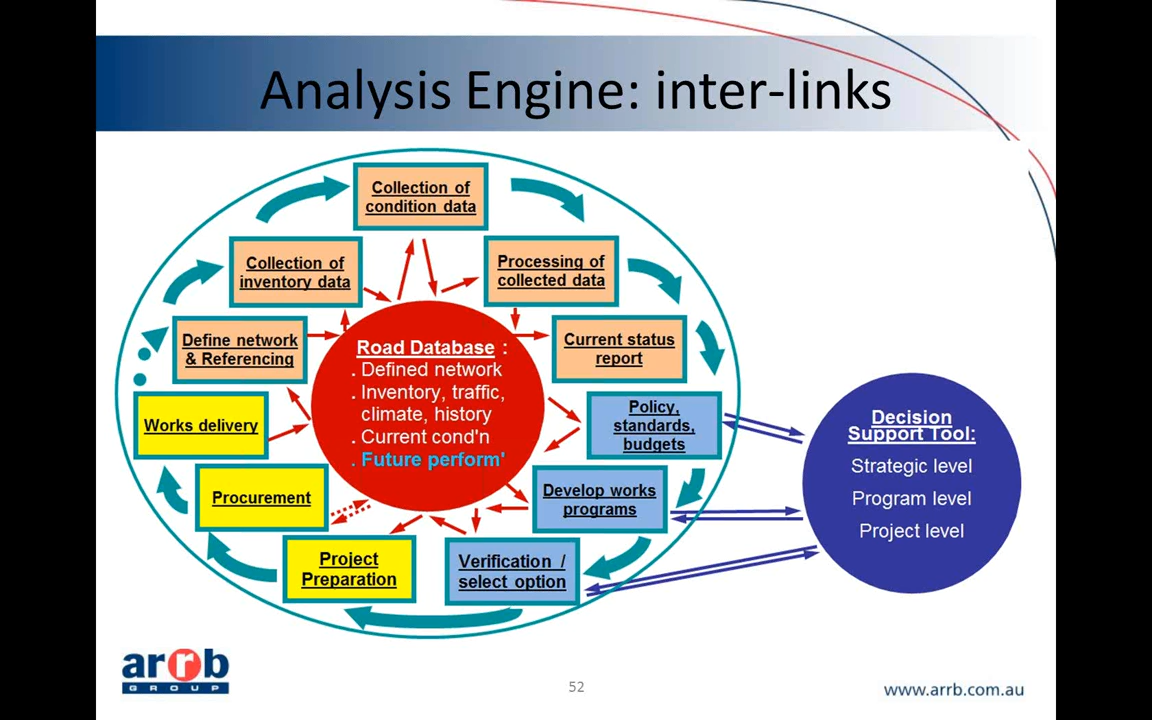 Analysis Engine: inter-links
Collection of
condition data
Collection of
inventory data
Processing of
collected data
Define network
& Referencing
Current status
report
Road Database :
. Defined network
. Inventory, traffic,
climate, history
. Current cond'n
. Future perform'
Works delivery
Policy,
standards,
budgets
Procurement
Develop works
programs
Project
Preparation
Verification /
select option
Decision
Support Tool:
Strategic level
Program level
Project level
arrb
GROUP
52
www.arrb.com.au